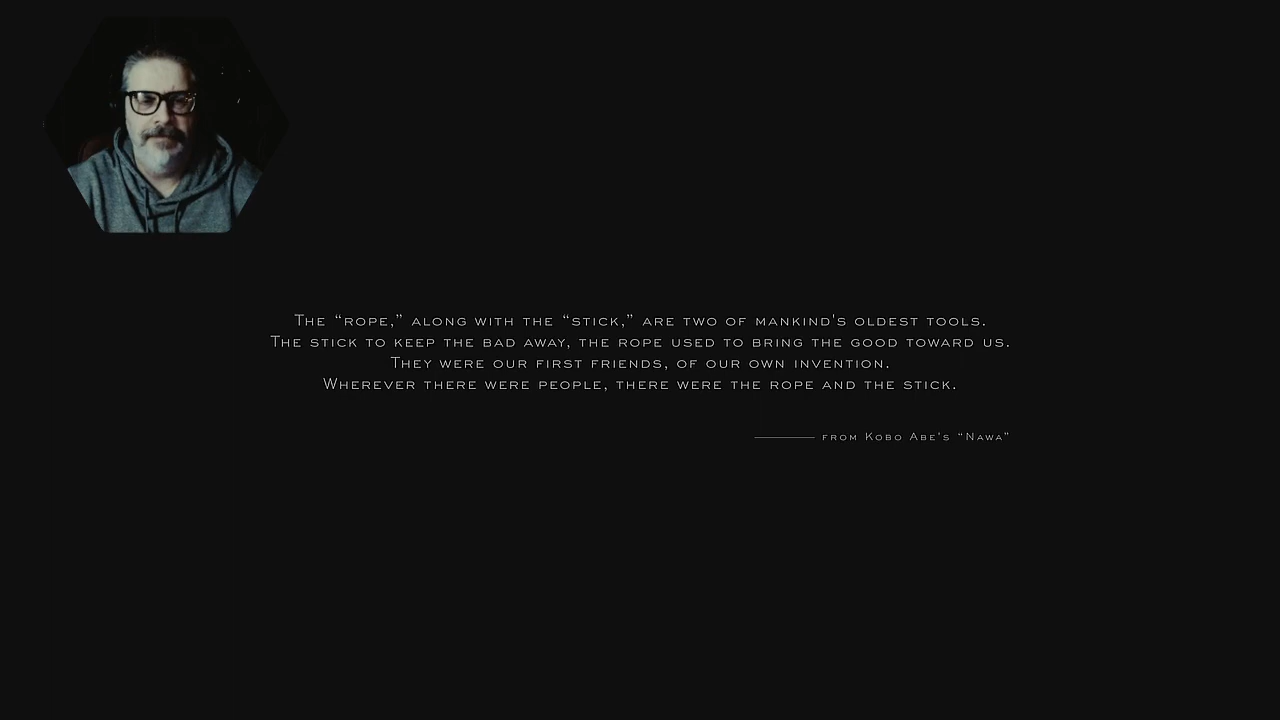 The “rope,” along with the “stick,” are two of mankind's oldest tools.
The stick to keep the bad away, the rope used to bring the good toward us.
They were our first friends, of our own invention.
Wherever there were people, there were the rope and the stick.
from Kobo Abe's “Nawa”